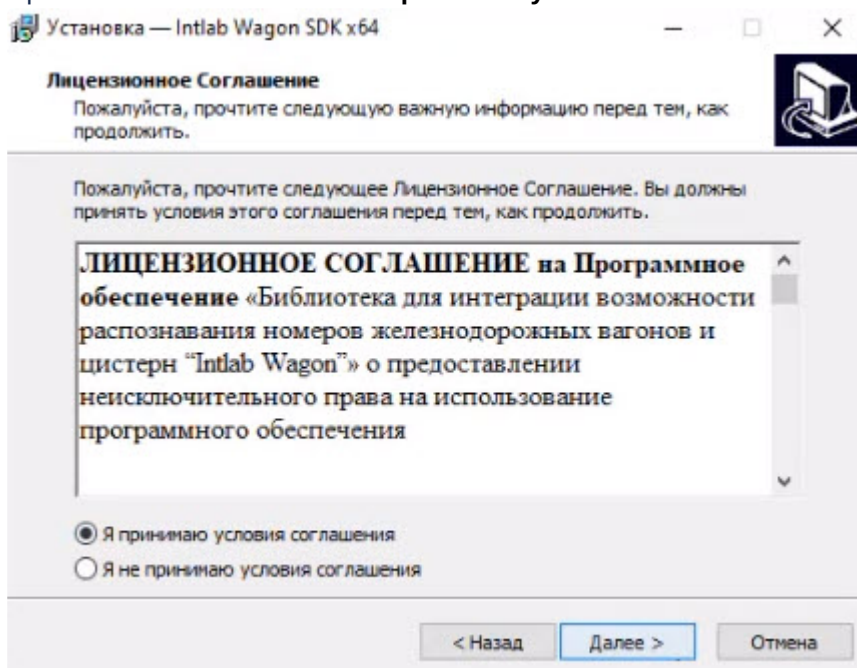 Установка — Intlab Wagon SDK x64
Лицензионное Соглашение
Пожалуйста, прочтите следующую важную информацию перед тем, как
продолжить.
Пожалуйста, прочтите следующее Лицензионное Соглашение. Вы должны
принять условия этого соглашения перед тем, как продолжить.
ЛИЦЕНЗИОННОЕ СОГЛАШЕНИЕ на Программное
обеспечение «Библиотека для интеграции возможности
распознавания номеров железнодорожных вагонов и
цистерн “Intlab Wagon”» о предоставлении
неисключительного права на использование
программного обеспечения
Я принимаю условия соглашения
Я не принимаю условия соглашения
< Назад Далее > Отмена